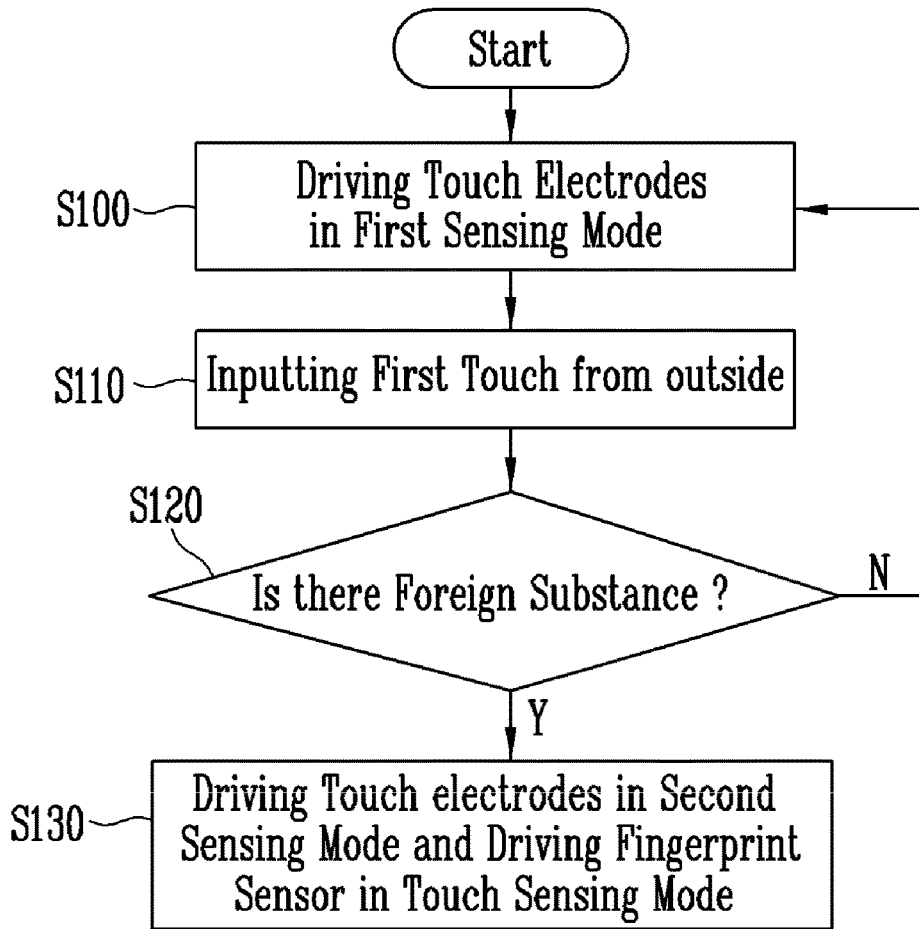 Start
S100
Driving Touch Electrodes
in First Sensing Mode
S110
Inputting First Touch from outside
S120
Is there Foreign Substance ?
N
Y
S130
Driving Touch electrodes in Second
Sensing Mode and Driving Fingerprint
Sensor in Touch Sensing Mode